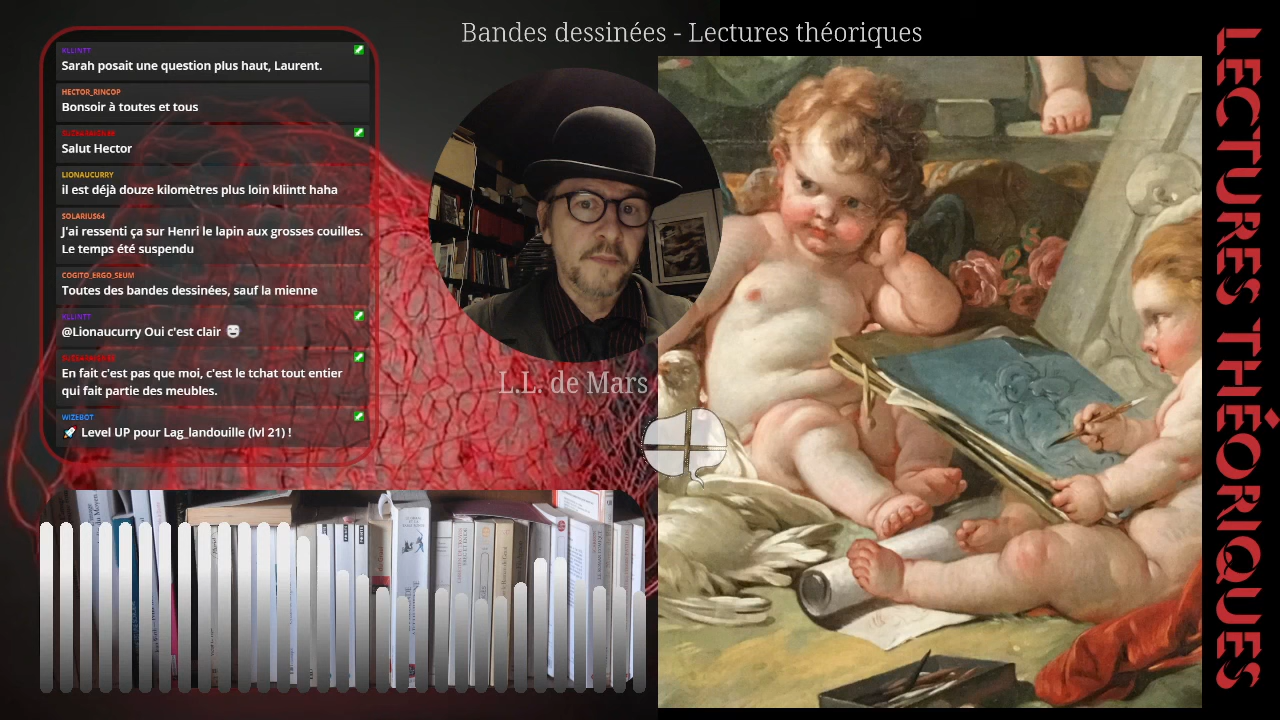 Bandes dessinées - Lectures théoriques
KLLINTT
Sarah posait une question plus haut, Laurent.
HECTOR_RINCOP
Bonsoir à toutes et tous
Salut Hector
LIONAUCURRY
il est déjà douze kilomètres plus loin kliintt haha
SOLARIUS64
J'ai ressenti ça sur Henri le lapin aux grosses couilles.
Le temps été suspendu
COGITO_ERGO_SEUM
Toutes des bandes dessinées, sauf la mienne
KLLINTT
@Lionaucurry Oui c'est clair
En fait c'est pas que moi, c'est le tchat tout entier
qui fait partie des meubles.
WIZEBOT
Level UP pour Lag_landouille (lvl 21) !
L.L. de Mars
LECTURES THÉORIQUES